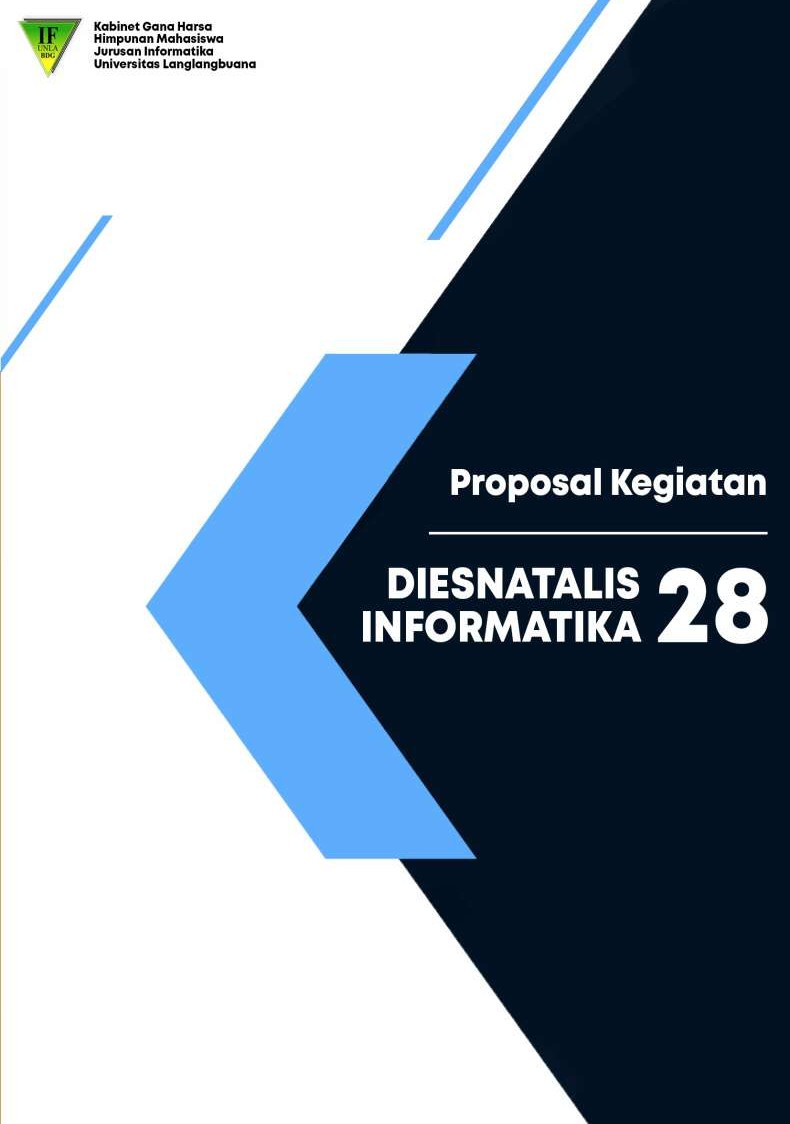 IF
UNLA
BDG
Kabinet Gana Harsa
Himpunan Mahasiswa
Jurusan Informatika
Universitas Langlangbuana
Proposal Kegiatan
DIESNATALIS
INFORMATIKA 28